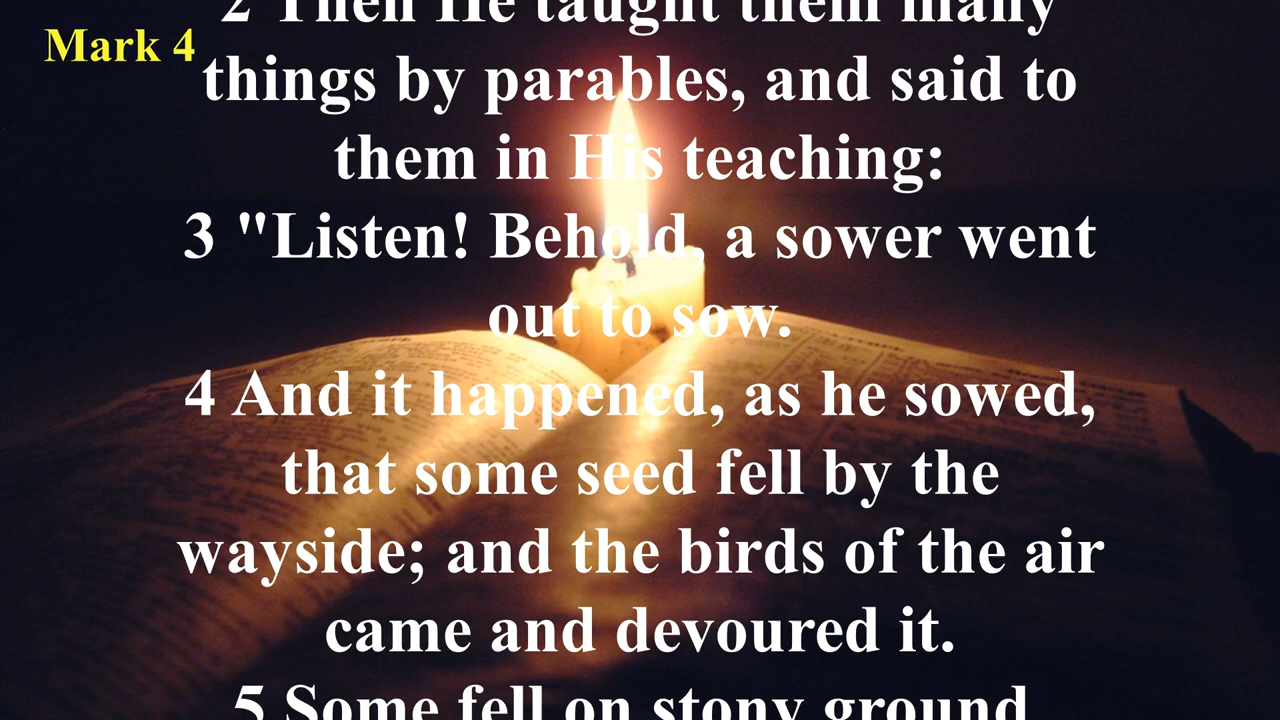 Mark 4
2 Then He taught them many
things by parables, and said to
them in His teaching:
3 "Listen! Behold, a sower went
out to sow.
4 And it happened, as he sowed,
that some seed fell by the
wayside; and the birds of the air
came and devoured it.
5 Some fell on stony ground,